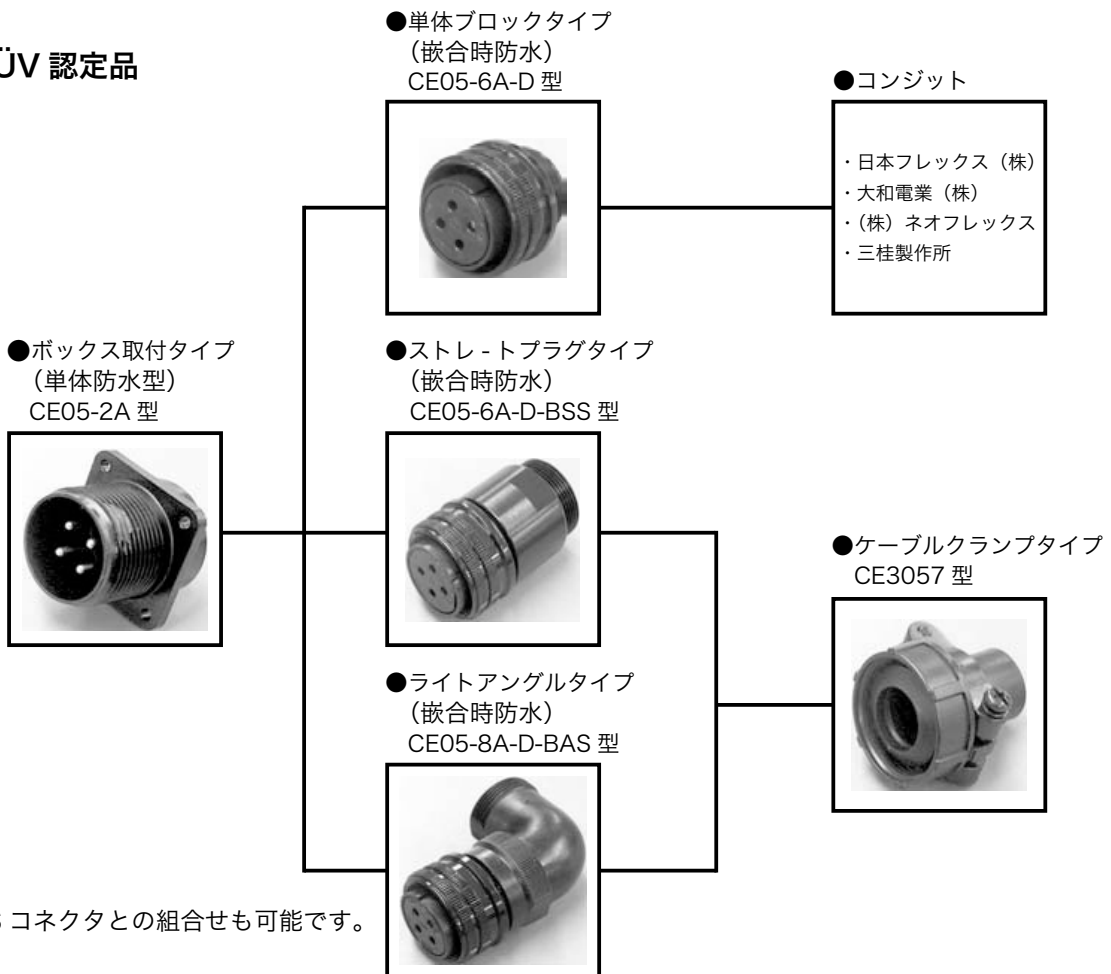 ÜV 認定品
●単体ブロックタイプ
（嵌合時防水）
CE05-6A-D 型
●コンジット
・日本フレックス（株）
・大和電業（株）
・（株）ネオフレックス
・三桂製作所
●ボックス取付タイプ
（単体防水型）
CE05-2A 型
●ストレ - トプラグタイプ
（嵌合時防水）
CE05-6A-D-BSS 型
●ケーブルクランプタイプ
CE3057 型
●ライトアングルタイプ
（嵌合時防水）
CE05-8A-D-BAS 型
コネクタとの組合せも可能です。